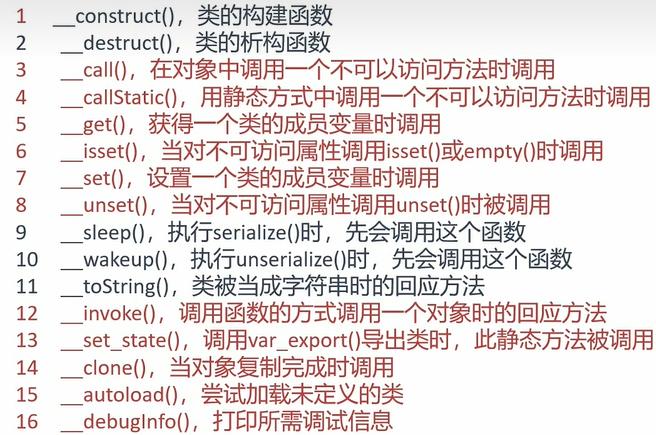 1 __construct()，类的构建函数
2 __destruct()，类的析构函数
3 __call()，在对象中调用一个不可以访问方法时调用
4 __callStatic()，用静态方式中调用一个不可以访问方法时调用
5 __get()，获得一个类的成员变量时调用
6 __isset()，当对不可访问属性调用isset()或empty()时调用
7 __set()，设置一个类的成员变量时调用
8 __unset()，当对不可访问属性调用unset()时被调用
9 __sleep()，执行serialize()时，先会调用这个函数
10 __wakeup()，执行unserialize()时，先会调用这个函数
11 __toString()，类被当成字符串时的回应方法
12 __invoke()，调用函数的方式调用一个对象时的回应方法
13 __set_state()，调用var_export()导出类时，此静态方法被调用
14 __clone()，当对象复制完成时调用
15 __autoload()，尝试加载未定义的类
16 __debugInfo()，打印所需调试信息